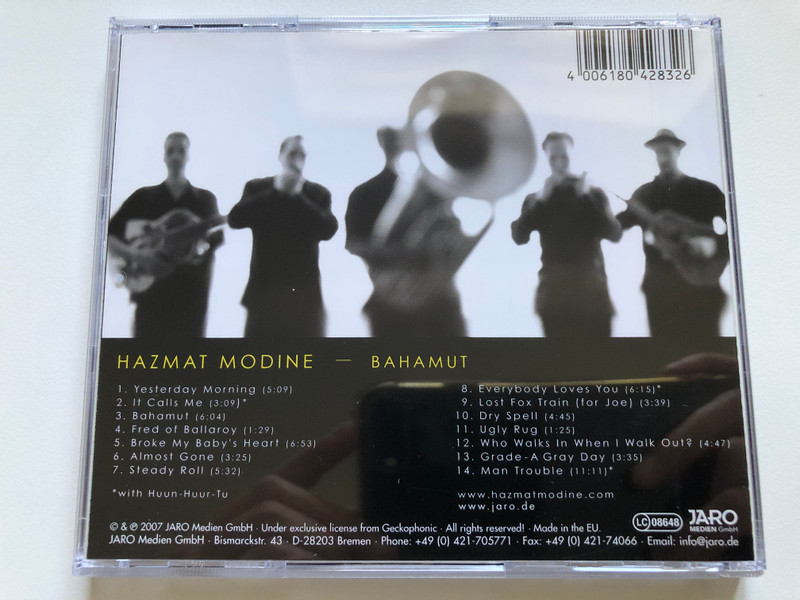 4 006180 428326
HAZMAT MODINE — BAHAMUT
1. Yesterday Morning (5:09)
2. It Calls Me (3:09)*
3. Bahamut (6:04)
4. Fred of Ballaroy (1:29)
5. Broke My Baby's Heart (6:53)
6. Almost Gone (3:25)
7. Steady Roll (5:32)
*with Huun-Huur-Tu
8. Everybody Loves You (6:15)*
9. Lost Fox Train (for Joe) (3:39)
10. Dry Spell (4:45)
11. Ugly Rug (1:25)
12. Who Walks In When I Walk Out? (4:47)
13. Grade-A Gray Day (3:35)
14. Man Trouble (11:11)*
www.hazmatmodine.com
www.jaro.de
LC 08648
JARO
MEDIEN GmbH
© & ℗ 2007 JARO Medien GmbH · Under exclusive license from Geckophonic · All rights reserved! · Made in the EU.
JARO Medien GmbH · Bismarckstr. 43 · D-28203 Bremen · Phone: +49 (0) 421-705771 · Fax: +49 (0) 421-74066 · Email: info@jaro.de